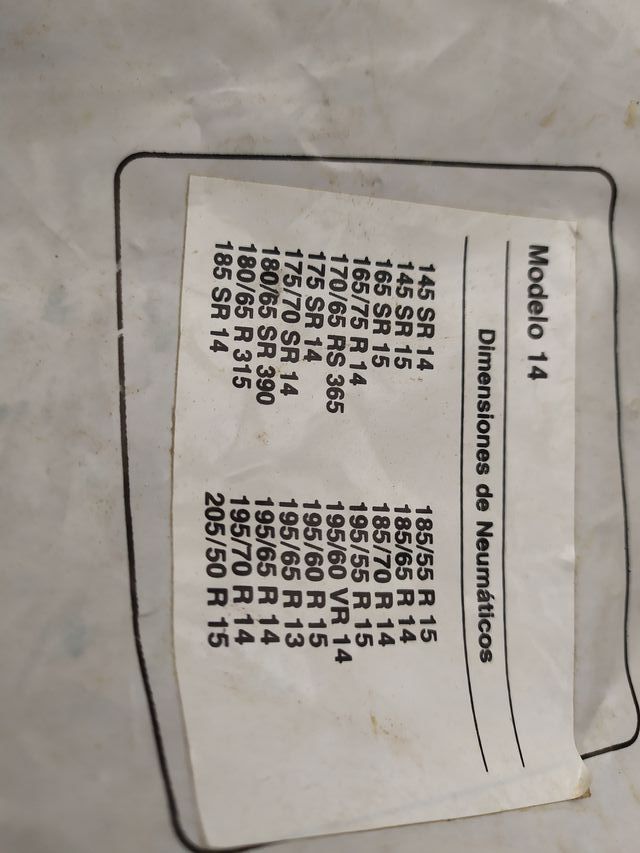 Modelo 14
Dimensiones de Neumáticos
145 SR 14
145 SR 15
165 SR 15
165/75 R 14
170/65 RS 365
175 SR 14
175/70 SR 14
180/65 SR 390
180/65 R 315
185 SR 14
185/55 R 15
185/65 R 14
185/70 R 14
195/55 R 15
195/60 VR 14
195/60 R 15
195/65 R 13
195/65 R 14
195/70 R 14
205/50 R 15